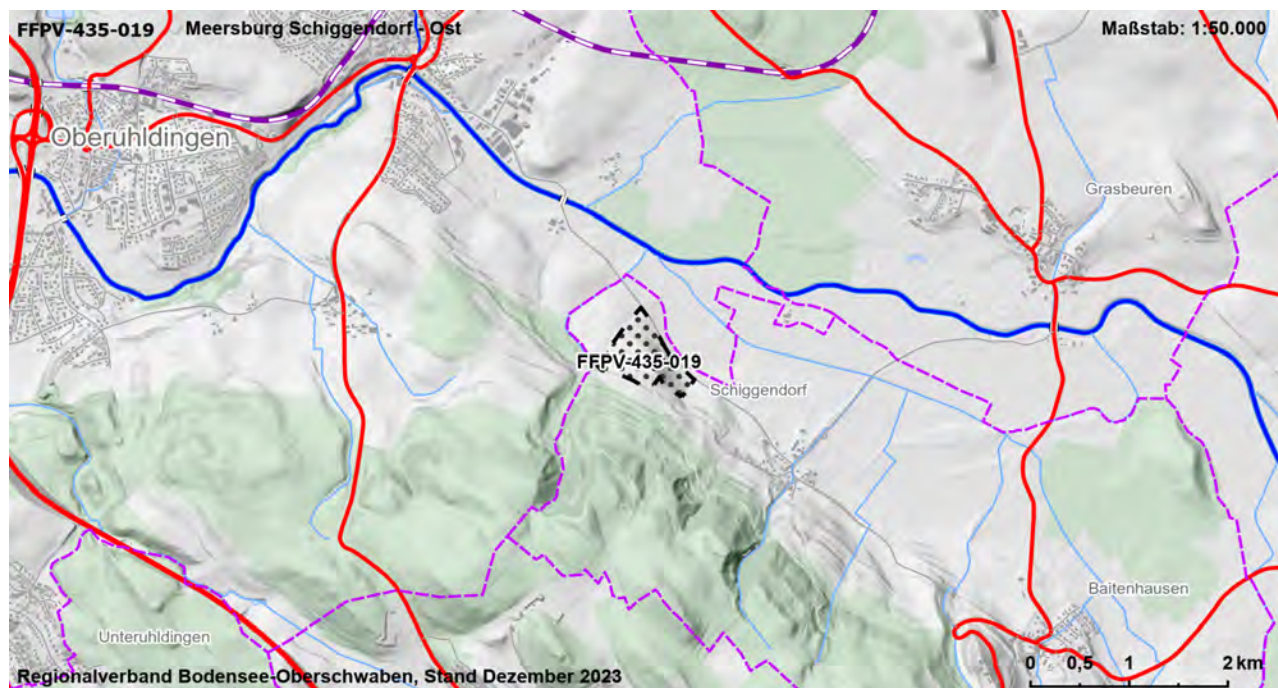 FFPV-435-019 Meersburg Schiggendorf - Ost Maßstab: 1:50.000
Oberuhldingen
Grasbeuren
FFPV-435-019
Schiggendorf
Baitenhausen
Unteruhldingen
Regionalverband Bodensee-Oberschwaben, Stand Dezember 2023
0 0,5 1 2 km